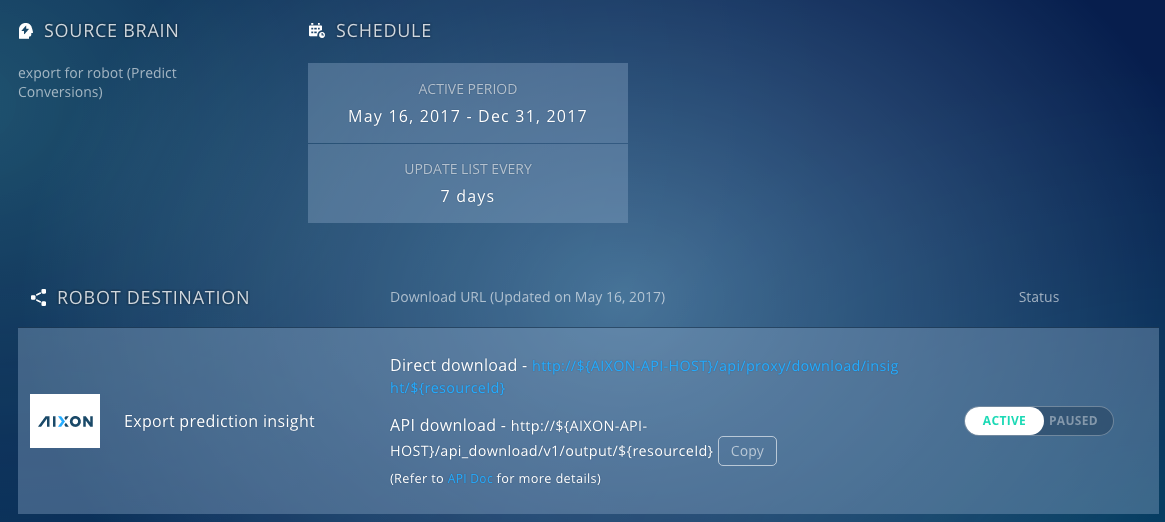 SOURCE BRAIN
export for robot (Predict
Conversions)
SCHEDULE
ACTIVE PERIOD
May 16, 2017 - Dec 31, 2017
UPDATE LIST EVERY
7 days
ROBOT DESTINATION
Download URL (Updated on May 16, 2017)
Status
AIXON
Export prediction insight
Direct download - http://${AIXON-API-HOST}/api/proxy/download/insig
ht/${resourceId}
API download - http://${AIXON-API-
HOST}/api_download/v1/output/${resourceId} Copy
(Refer to API Doc for more details)
ACTIVE PAUSED